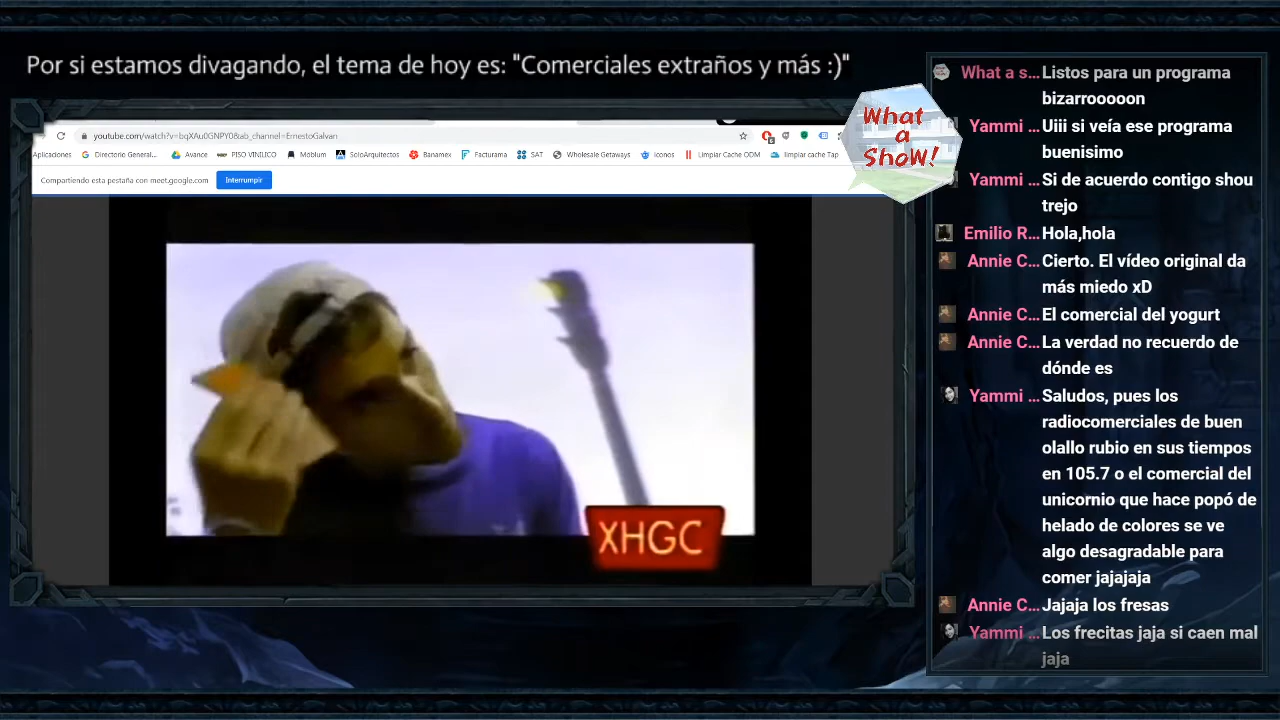 Por si estamos divagando, el tema de hoy es: "Comerciales extraños y más :)"
youtube.com/watch?v=bqXAu0GNPY0&ab_channel=ErnestoGalvan
Aplicaciones Directorio General... Avance PISO VINILICO Möblum SoloArquitectos Banamex Facturama SAT Wholesale Getaways Iconos Limpiar Cache ODM limpiar cache Tap
Compartiendo esta pestaña con meet.google.com Interrumpir
What
a
ShoW!
XHGC
What a s... Listos para un programa
bizarrooooon
Yammi ... Uiii si veía ese programa
buenisimo
Yammi ... Si de acuerdo contigo shou
trejo
Emilio R... Hola,hola
Annie C... Cierto. El vídeo original da
más miedo xD
Annie C... El comercial del yogurt
Annie C... La verdad no recuerdo de
dónde es
Yammi ... Saludos, pues los
radiocomerciales de buen
olallo rubio en sus tiempos
en 105.7 o el comercial del
unicornio que hace popó de
helado de colores se ve
algo desagradable para
comer jajajaja
Annie C... Jajaja los fresas
Yammi ... Los frecitas jaja si caen mal
jaja